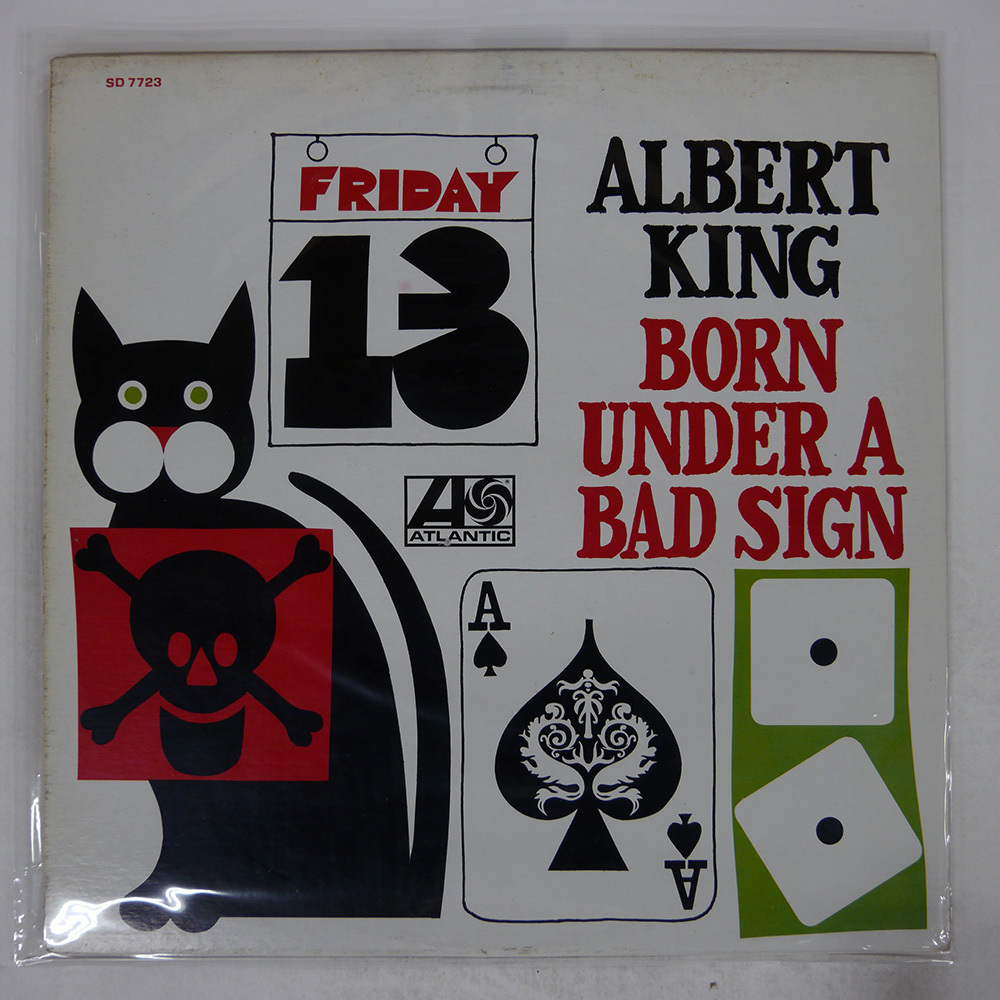 SD 7723
FRIDAY
13
ALBERT
KING
BORN
UNDER A
BAD SIGN
ATLANTIC
A
A